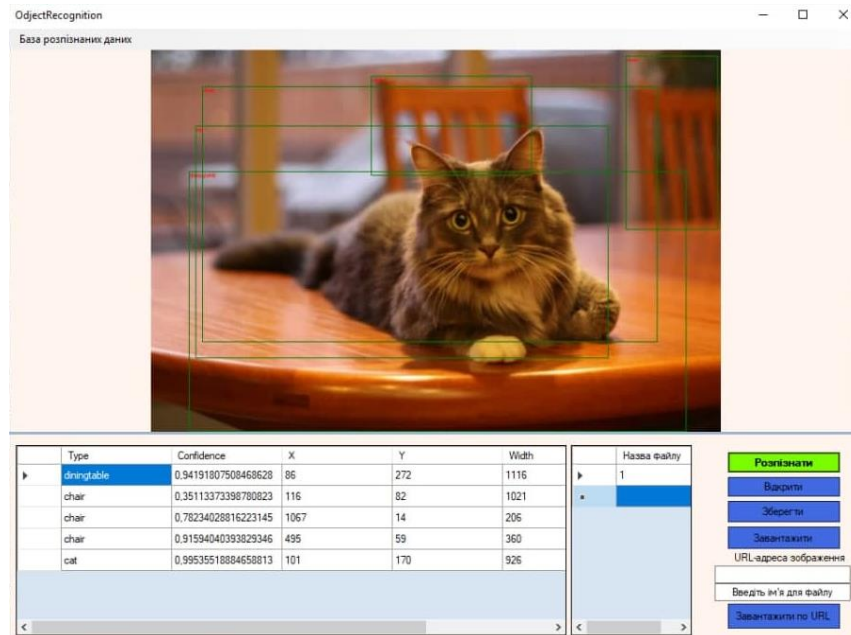 OdjectRecognition
База розпізнаних даних
Type Confidence X Y Width
diningtable 0,94191807508468628 86 272 1116
chair 0,35113373398780823 116 82 1021
chair 0,78234028816223145 1067 14 206
chair 0,91594040393829346 495 59 360
cat 0,99535518884658813 101 170 926
Назва файлу
1
Розпізнати
Відкрити
Зберегти
Завантажити
URL-адреса зображення
Введіть ім'я для файлу
Завантажити по URL